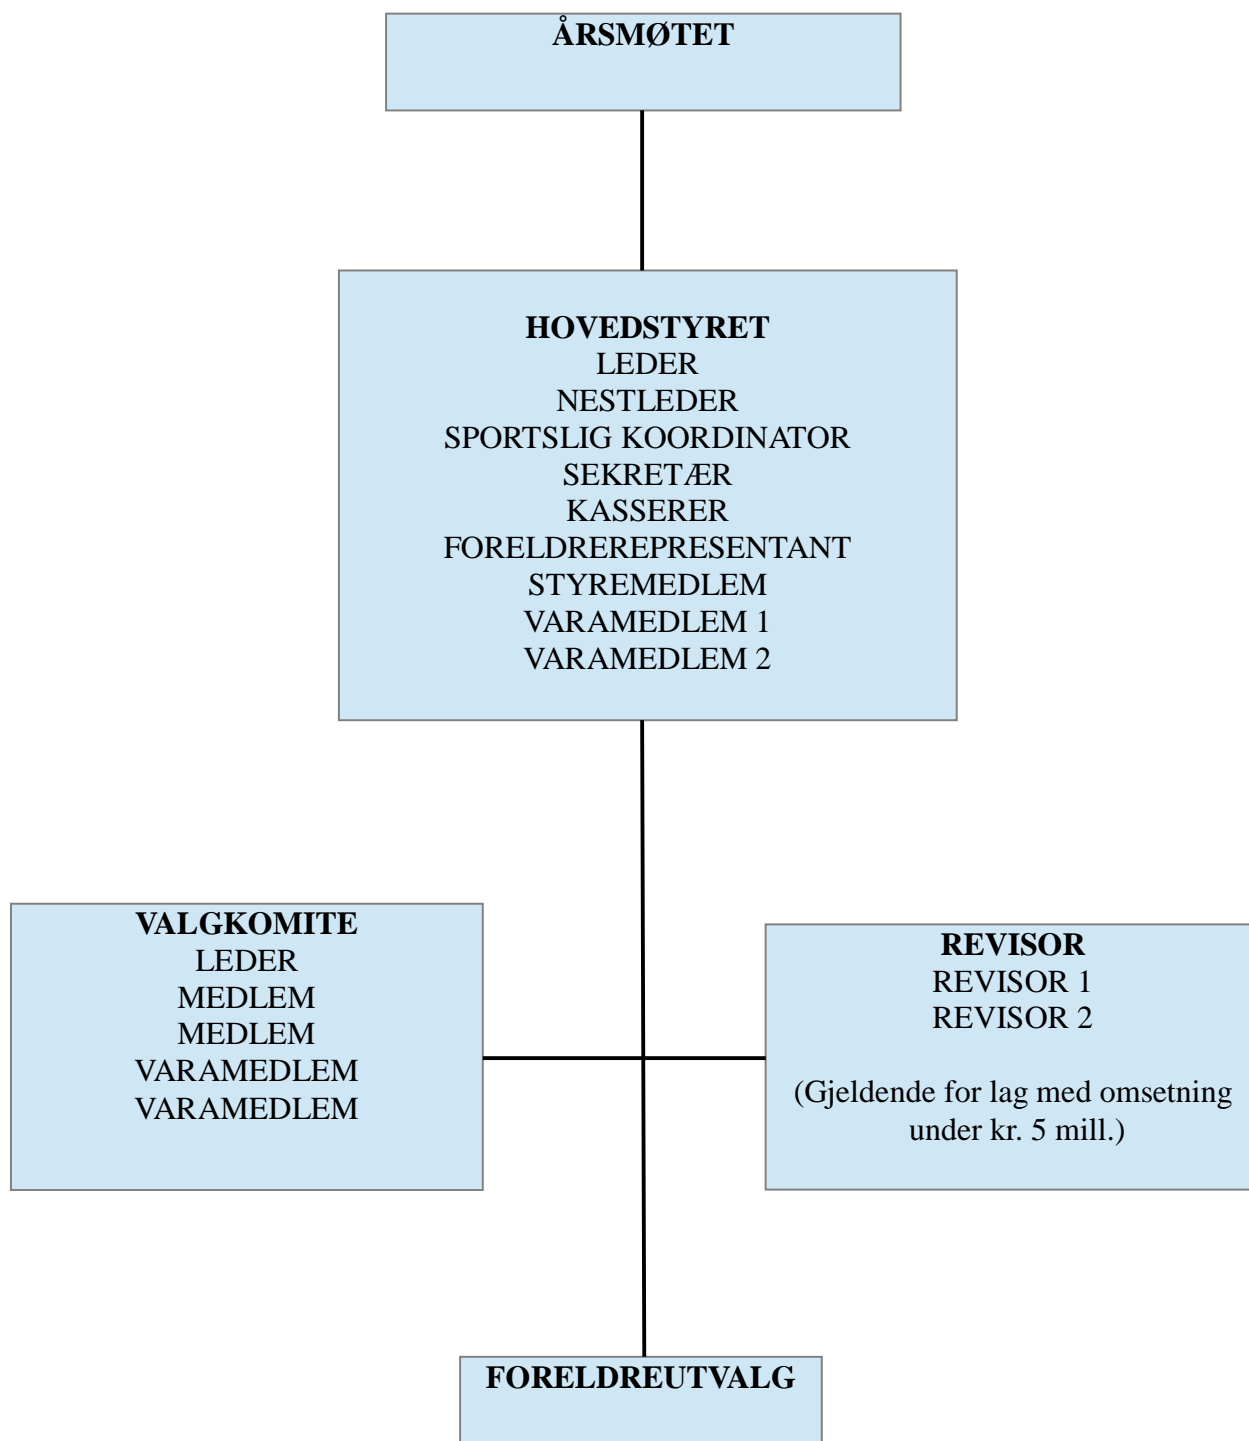 ÅRSMØTET
HOVEDSTYRET
LEDER
NESTLEDER
SPORTSLIG KOORDINATOR
SEKRETÆR
KASSERER
FORELDREREPRESENTANT
STYREMEDLEM
VARAMEDLEM 1
VARAMEDLEM 2
VALGKOMITE
LEDER
MEDLEM
MEDLEM
VARAMEDLEM
VARAMEDLEM
REVISOR
REVISOR 1
REVISOR 2
(Gjeldende for lag med omsetning
under kr. 5 mill.)
FORELDREUTVALG